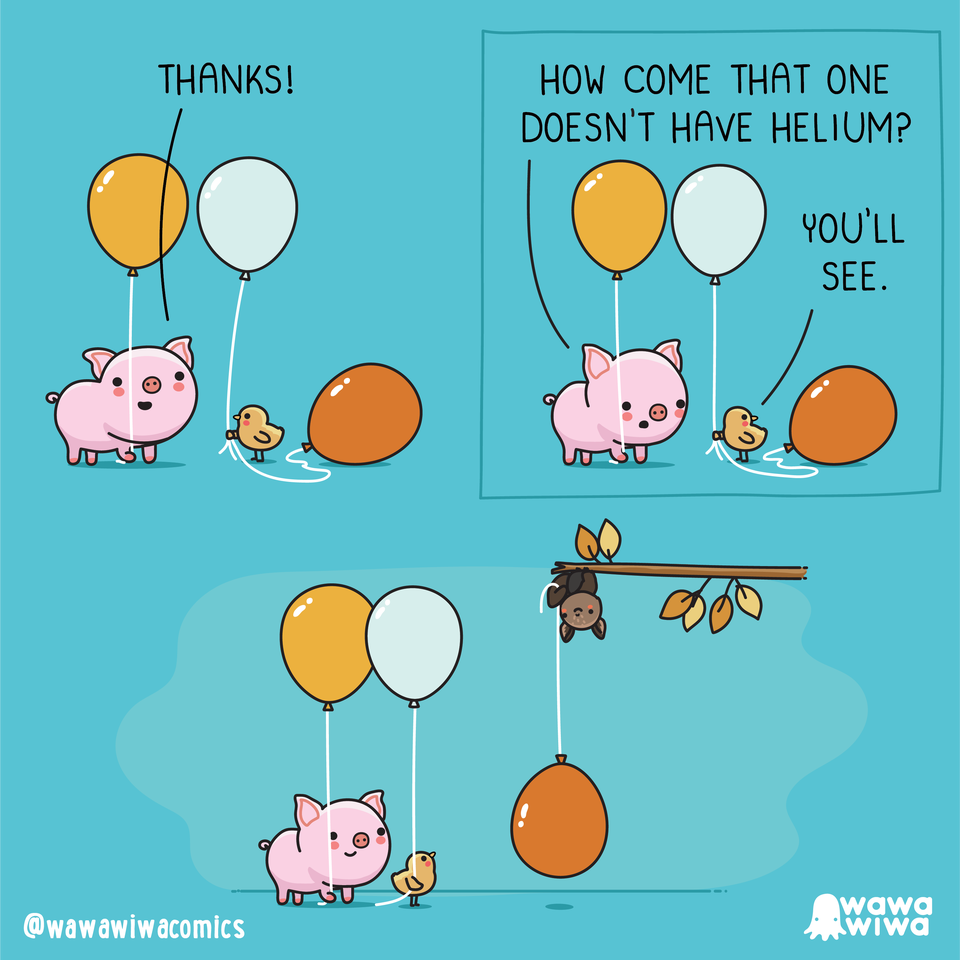 THANKS!
HOW COME THAT ONE
DOESN'T HAVE HELIUM?
YOU'LL
SEE.
@wawawiwacomics
wawa
wiwa